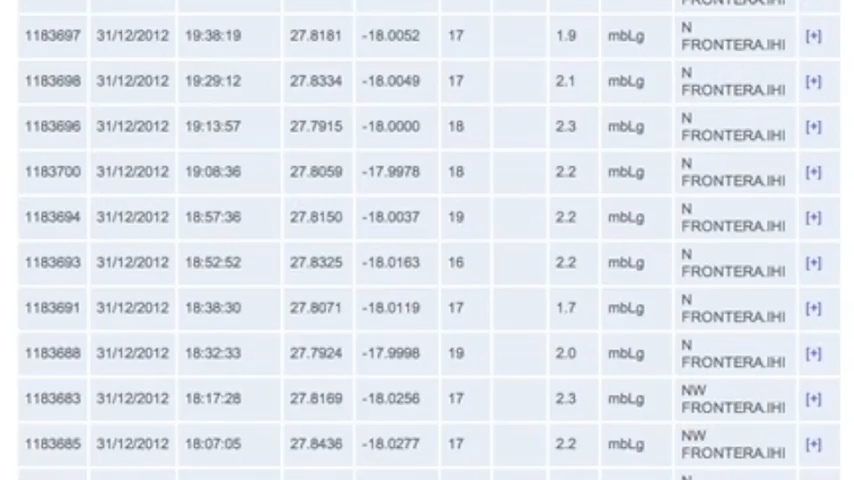 FRONTERA.IHI
1183697 31/12/2012 19:38:19 27.8181 -18.0052 17 1.9 mbLg N FRONTERA.IHI [+]
1183698 31/12/2012 19:29:12 27.8334 -18.0049 17 2.1 mbLg N FRONTERA.IHI [+]
1183696 31/12/2012 19:13:57 27.7915 -18.0000 18 2.3 mbLg N FRONTERA.IHI [+]
1183700 31/12/2012 19:08:36 27.8059 -17.9978 18 2.2 mbLg N FRONTERA.IHI [+]
1183694 31/12/2012 18:57:36 27.8150 -18.0037 19 2.2 mbLg N FRONTERA.IHI [+]
1183693 31/12/2012 18:52:52 27.8325 -18.0163 16 2.2 mbLg N FRONTERA.IHI [+]
1183691 31/12/2012 18:38:30 27.8071 -18.0119 17 1.7 mbLg N FRONTERA.IHI [+]
1183688 31/12/2012 18:32:33 27.7924 -17.9998 19 2.0 mbLg N FRONTERA.IHI [+]
1183683 31/12/2012 18:17:28 27.8169 -18.0256 17 2.3 mbLg NW FRONTERA.IHI [+]
1183685 31/12/2012 18:07:05 27.8436 -18.0277 17 2.2 mbLg NW FRONTERA.IHI [+]